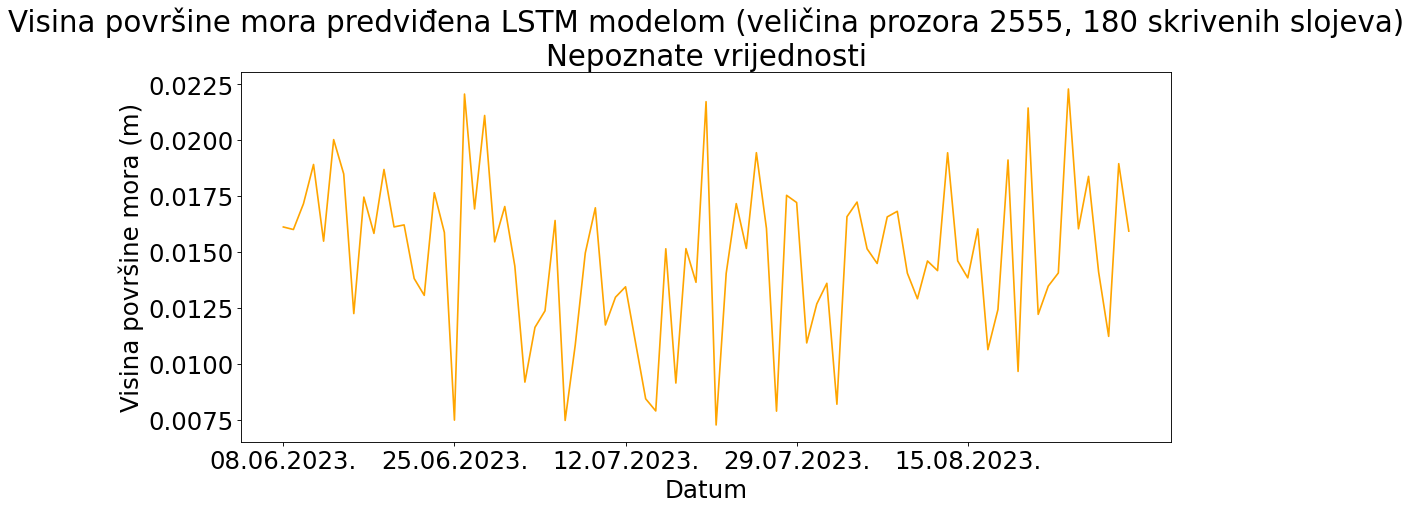 Visina površine mora predviđena LSTM modelom (veličina prozora 2555, 180 skrivenih slojeva)
Nepoznate vrijednosti
Visina površine mora (m)
0.0225
0.0200
0.0175
0.0150
0.0125
0.0100
0.0075
08.06.2023. 25.06.2023. 12.07.2023. 29.07.2023. 15.08.2023.
Datum